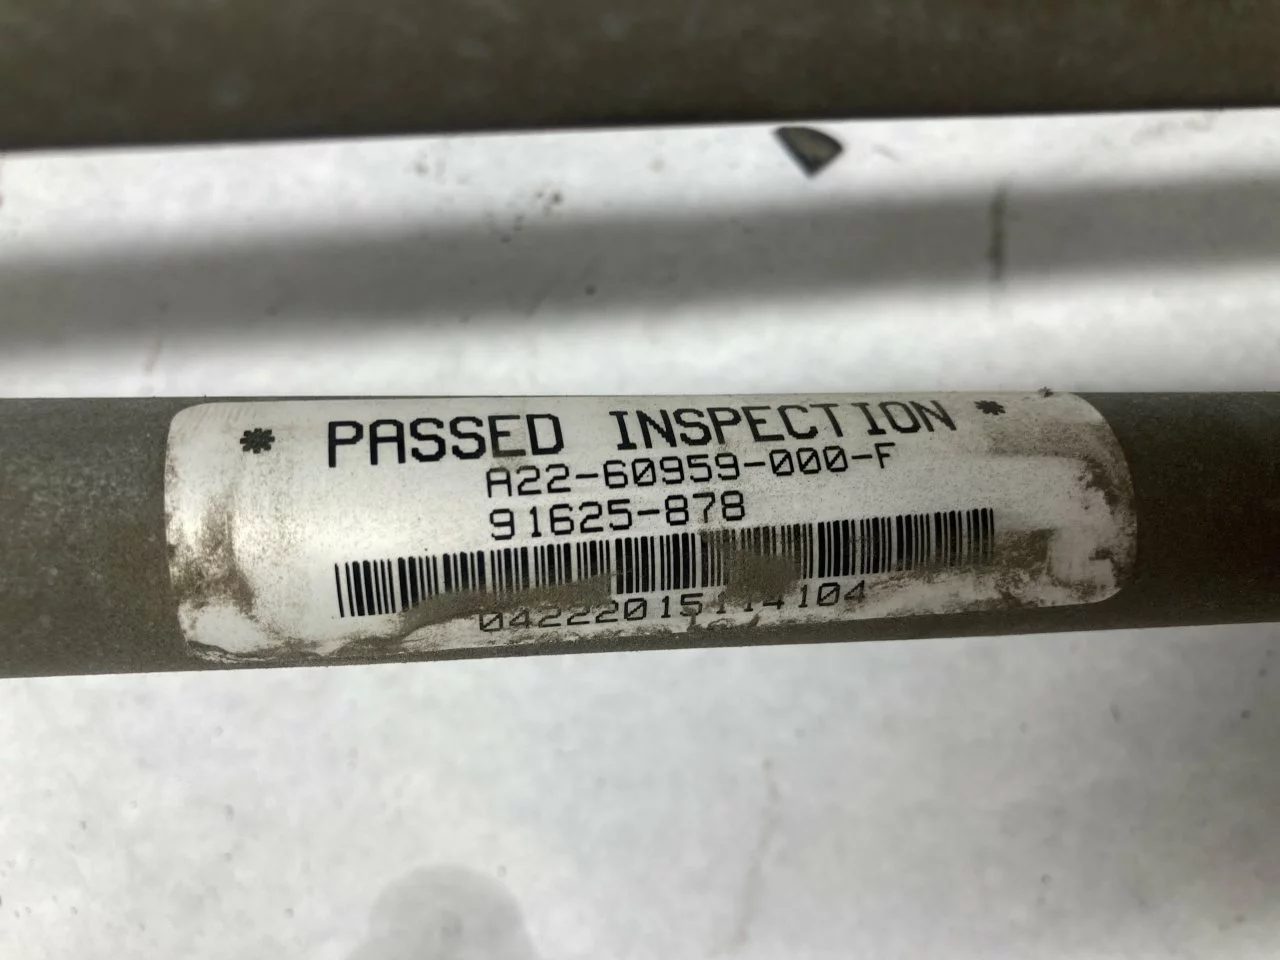 * PASSED INSPECTION *
A22-60959-000-F
91625-878